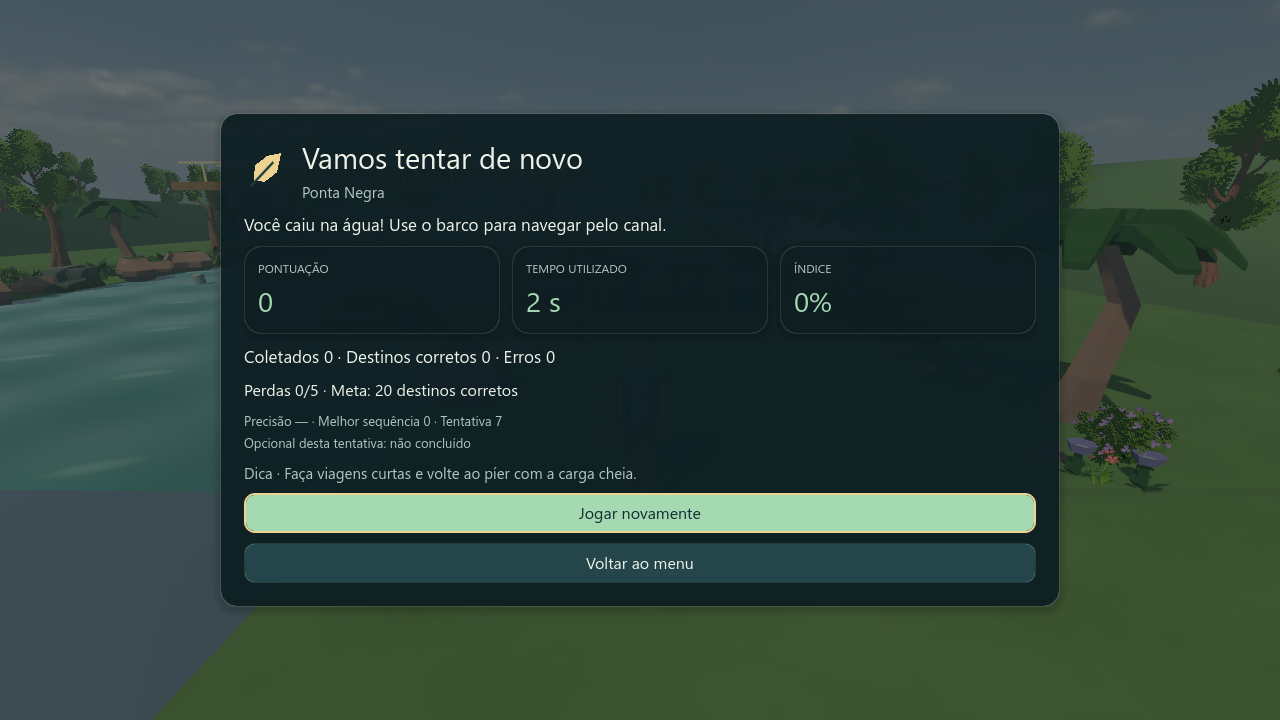 Vamos tentar de novo
Ponta Negra
Você caiu na água! Use o barco para navegar pelo canal.
PONTUAÇÃO
0
TEMPO UTILIZADO
2 s
ÍNDICE
0%
Coletados 0 · Destinos corretos 0 · Erros 0
Perdas 0/5 · Meta: 20 destinos corretos
Precisão — · Melhor sequência 0 · Tentativa 7
Opcional desta tentativa: não concluído
Dica · Faça viagens curtas e volte ao píer com a carga cheia.
Jogar novamente
Voltar ao menu